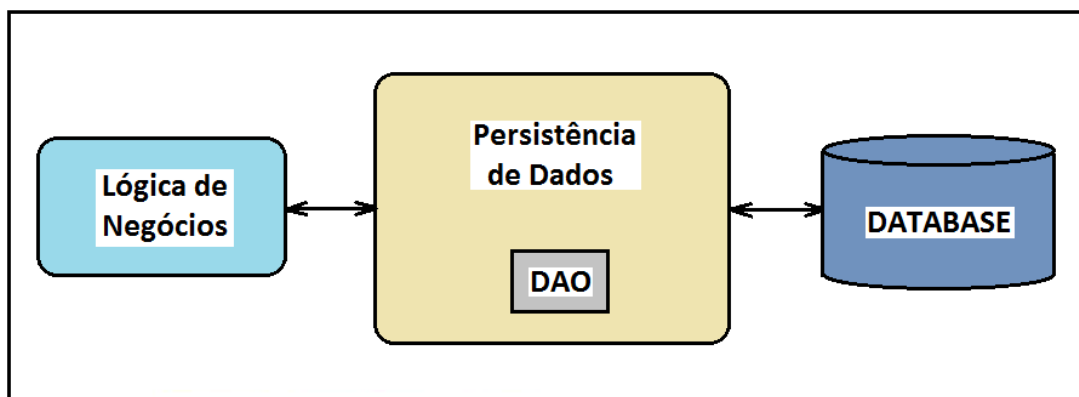 Lógica de
Negócios
Persistência
de Dados
DAO
DATABASE